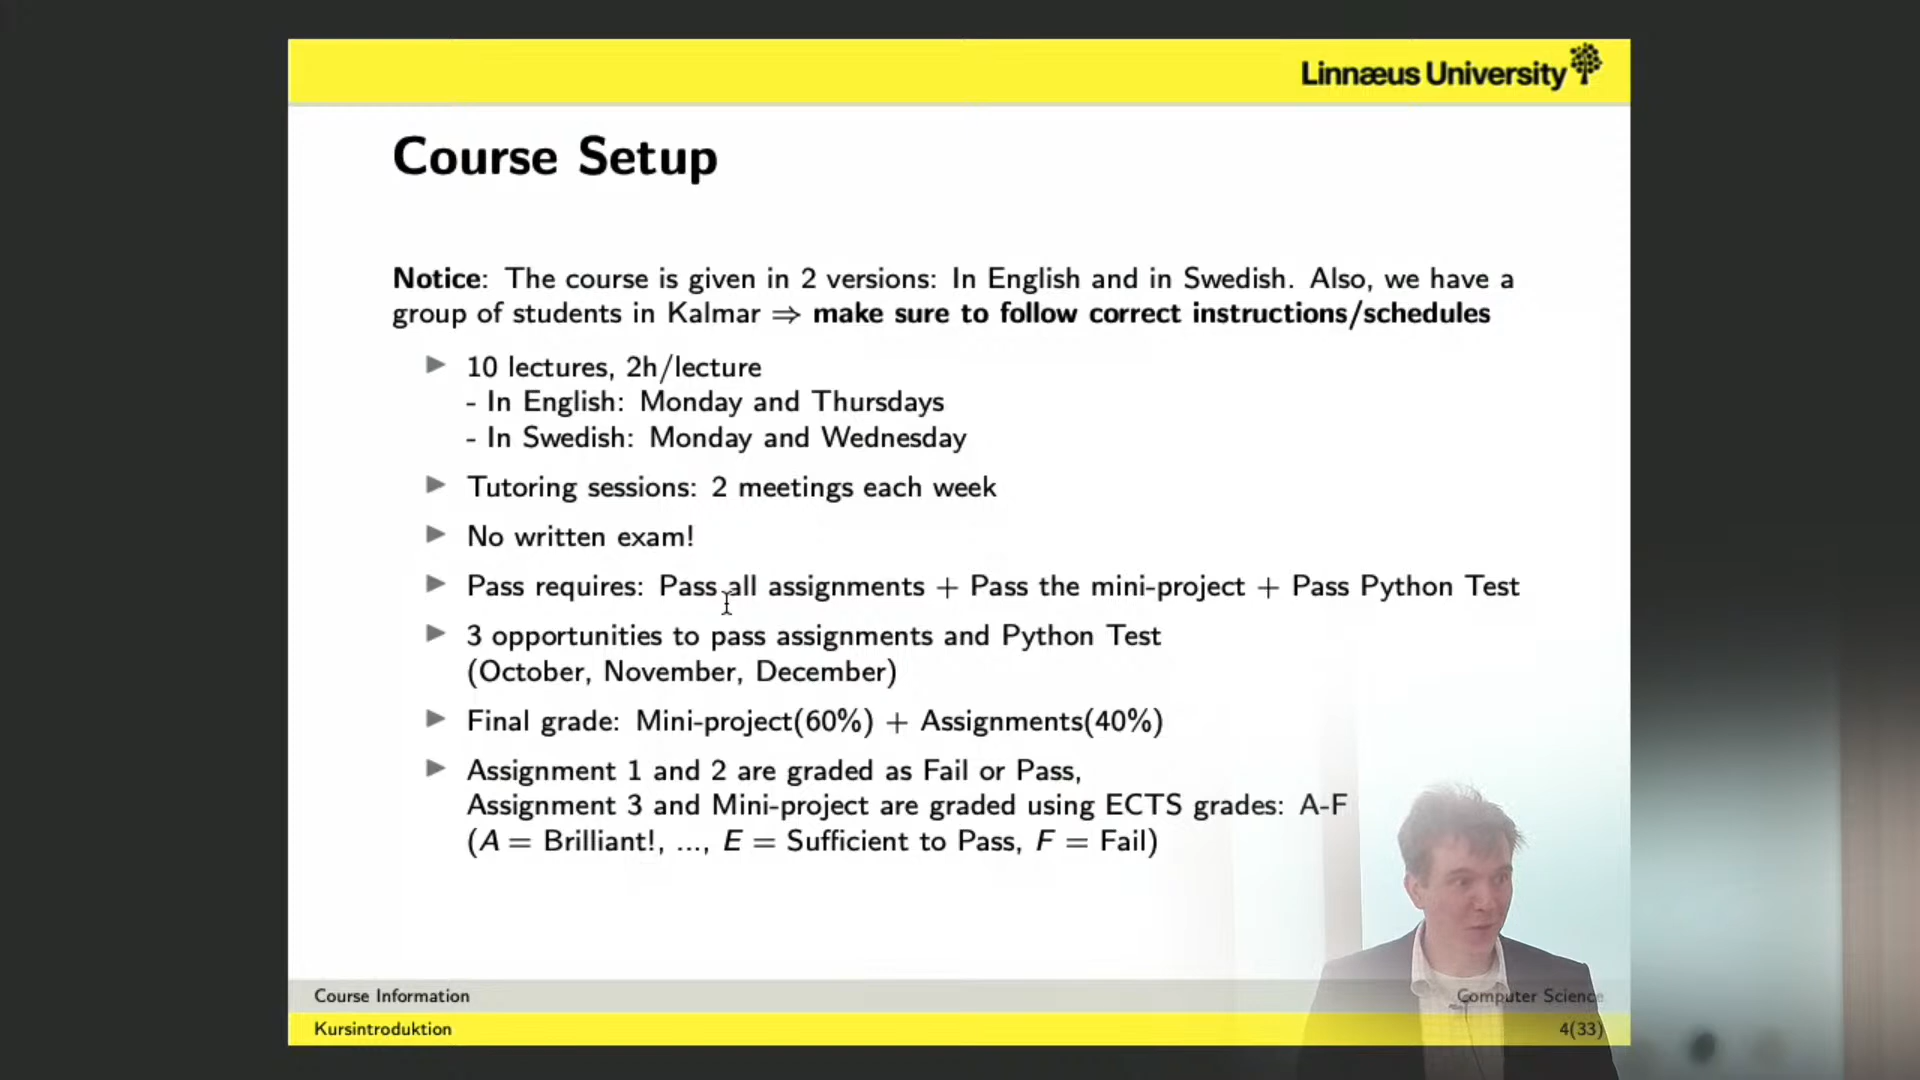 Linnæus University
Course Setup
Notice: The course is given in 2 versions: In English and in Swedish. Also, we have a
group of students in Kalmar ⇒ make sure to follow correct instructions/schedules
▶ 10 lectures, 2h/lecture
- In English: Monday and Thursdays
- In Swedish: Monday and Wednesday
▶ Tutoring sessions: 2 meetings each week
▶ No written exam!
▶ Pass requires: Pass all assignments + Pass the mini-project + Pass Python Test
▶ 3 opportunities to pass assignments and Python Test
(October, November, December)
▶ Final grade: Mini-project(60%) + Assignments(40%)
▶ Assignment 1 and 2 are graded as Fail or Pass,
Assignment 3 and Mini-project are graded using ECTS grades: A-F
(A = Brilliant!, ..., E = Sufficient to Pass, F = Fail)
Course Information
Computer Science
Kursintroduktion
4(33)